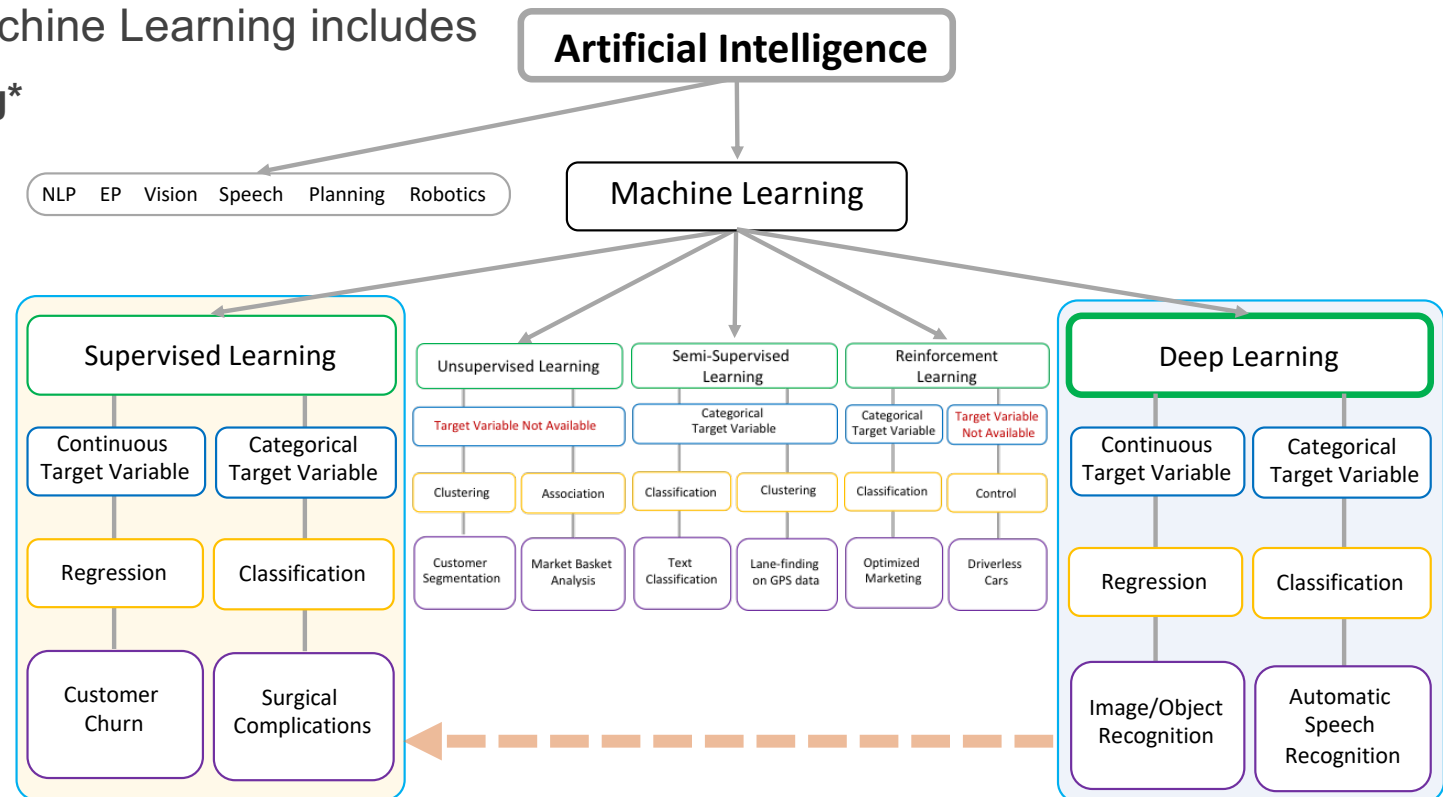 chine Learning includes
g*
Artificial Intelligence
NLP EP Vision Speech Planning Robotics
Machine Learning
Supervised Learning
Continuous
Target Variable
Categorical
Target Variable
Regression
Classification
Customer
Churn
Surgical
Complications
Unsupervised Learning
Target Variable Not Available
Clustering
Association
Customer
Segmentation
Market Basket
Analysis
Semi-Supervised
Learning
Categorical
Target Variable
Classification
Clustering
Text
Classification
Lane-finding
on GPS data
Reinforcement
Learning
Categorical
Target Variable
Target Variable
Not Available
Classification
Control
Optimized
Marketing
Driverless
Cars
Deep Learning
Continuous
Target Variable
Categorical
Target Variable
Regression
Classification
Image/Object
Recognition
Automatic
Speech
Recognition